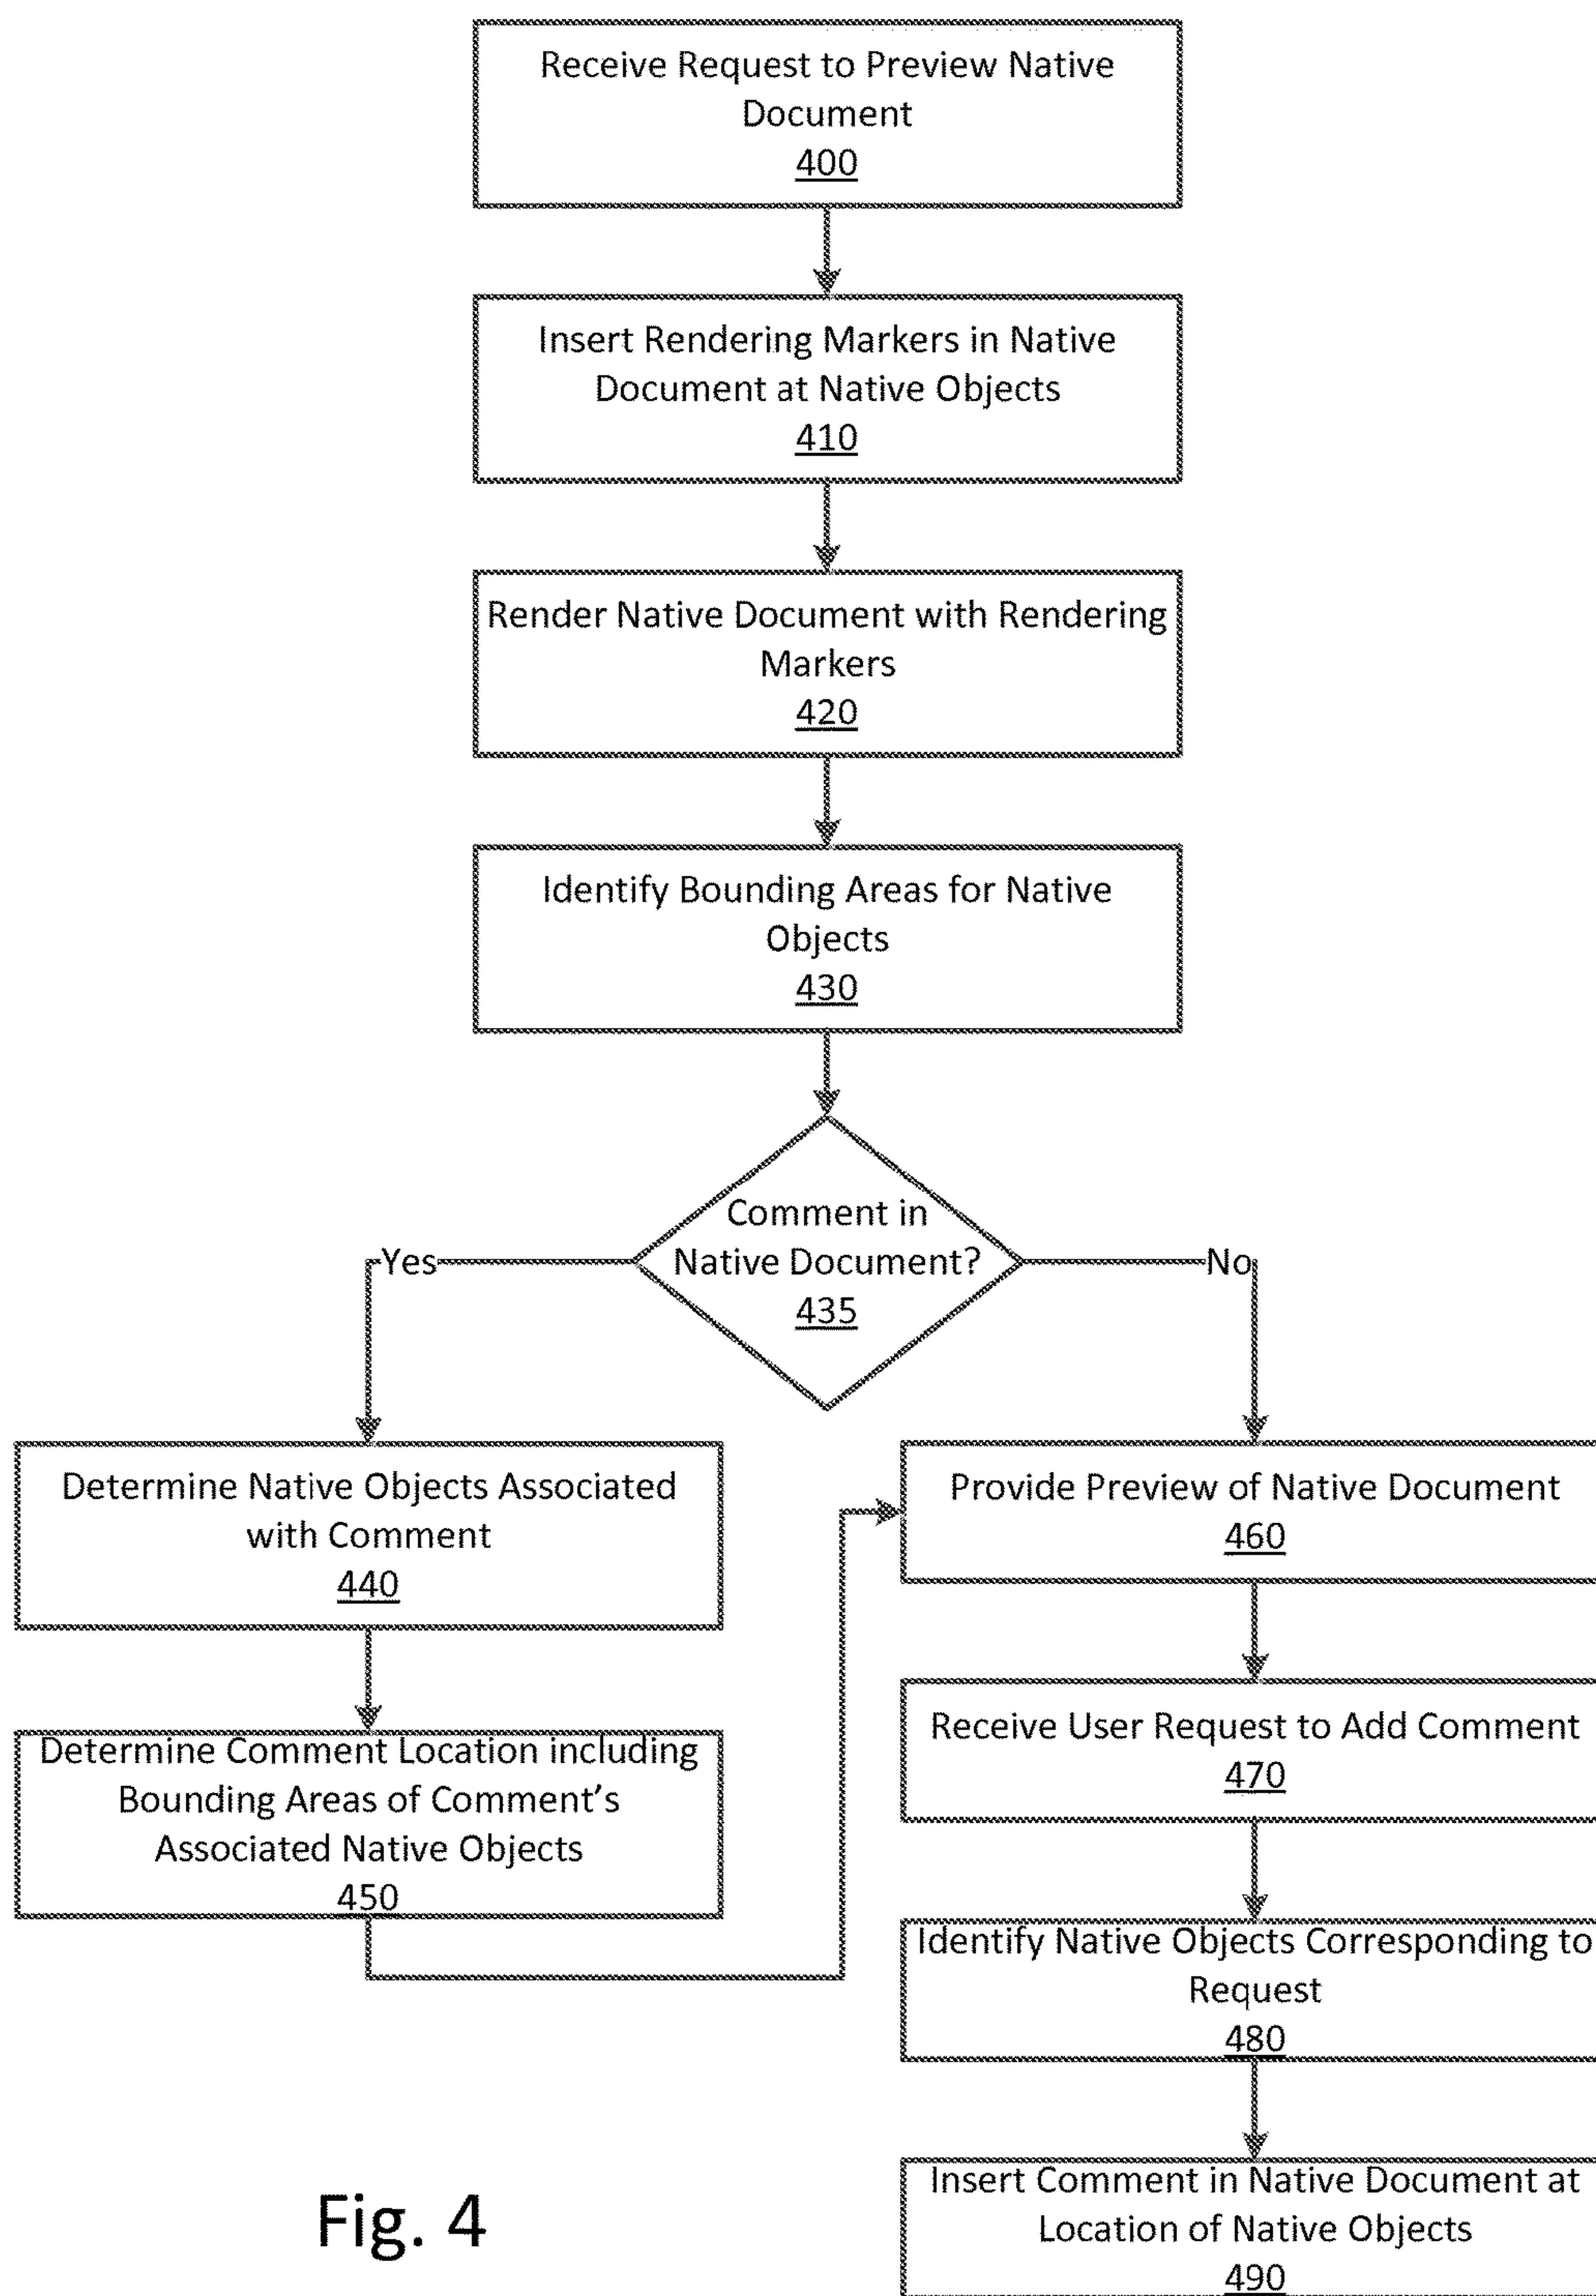 Receive Request to Preview Native
Document
400
Insert Rendering Markers in Native
Document at Native Objects
410
Render Native Document with Rendering
Markers
420
Identify Bounding Areas for Native
Objects
430
Comment in
Native Document?
435
Yes
No
Determine Native Objects Associated
with Comment
440
Determine Comment Location including
Bounding Areas of Comment's
Associated Native Objects
450
Provide Preview of Native Document
460
Receive User Request to Add Comment
470
Identify Native Objects Corresponding to
Request
480
Insert Comment in Native Document at
Location of Native Objects
490
Fig. 4